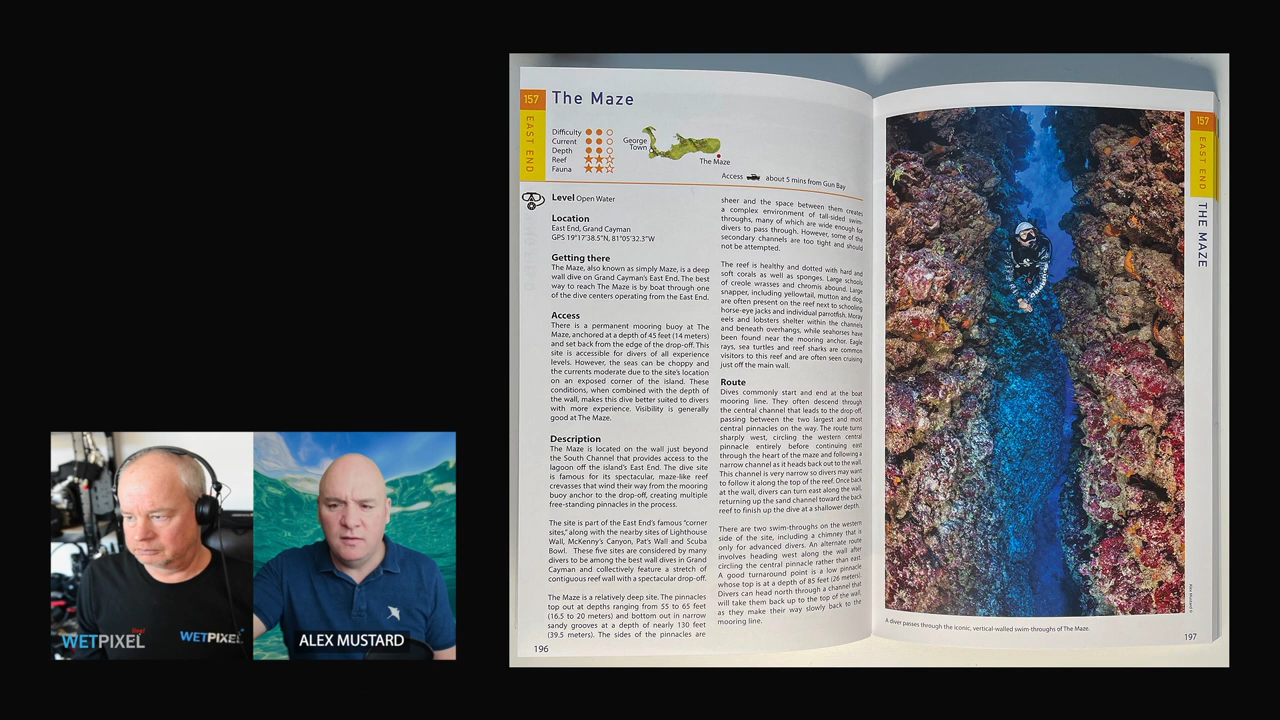 157
EAST END
The Maze
Difficulty
Current
Depth
Reef
Fauna
George
Town
The Maze
Access about 5 mins from Gun Bay
Level Open Water
Location
East End, Grand Cayman
GPS 19°17'38.5"N, 81°05'32.3"W
Getting there
The Maze, also known as simply Maze, is a deep
wall dive on Grand Cayman's East End. The best
way to reach The Maze is by boat through one
of the dive centers operating from the East End.
Access
There is a permanent mooring buoy at The
Maze, anchored at a depth of 45 feet (14 meters)
and set back from the edge of the drop-off. This
site is accessible for divers of all experience
levels. However, the seas can be choppy and
the currents moderate due to the site's location
on an exposed corner of the island. These
conditions, when combined with the depth of
the wall, makes this dive better suited to divers
with more experience. Visibility is generally
good at The Maze.
Description
The Maze is located on the wall just beyond
the South Channel that provides access to the
lagoon off the island's East End. The dive site
is famous for its spectacular, maze-like reef
crevasses that wind their way from the mooring
buoy anchor to the drop-off, creating multiple
free-standing pinnacles in the process.
The site is part of the East End's famous "corner
sites," along with the nearby sites of Lighthouse
Wall, McKenny's Canyon, Pat's Wall and Scuba
Bowl. These five sites are considered by many
divers to be among the best wall dives in Grand
Cayman and collectively feature a stretch of
contiguous reef wall with a spectacular drop-off.
The Maze is a relatively deep site. The pinnacles
top out at depths ranging from 55 to 65 feet
(16.5 to 20 meters) and bottom out in narrow
sandy grooves at a depth of nearly 130 feet
(39.5 meters). The sides of the pinnacles are
196
sheer and the space between them creates
a complex environment of tall-sided swim-
throughs, many of which are wide enough for
divers to pass through. However, some of the
secondary channels are too tight and should
not be attempted.
The reef is healthy and dotted with hard and
soft corals as well as sponges. Large schools
of creole wrasses and chromis abound. Large
snapper, including yellowtail, mutton and dog,
are often present on the reef next to schooling
horse-eye jacks and individual parrotfish. Moray
eels and lobsters shelter within the channels
and beneath overhangs, while seahorses have
been found near the mooring anchor. Eagle
rays, sea turtles and reef sharks are common
visitors to this reef and are often seen cruising
just off the main wall.
Route
Dives commonly start and end at the boat
mooring line. They often descend through
the central channel that leads to the drop-off,
passing between the two largest and most
central pinnacles on the way. The route turns
sharply west, circling the western central
pinnacle entirely before continuing east
through the heart of the maze and following a
narrow channel as it heads back out to the wall.
This channel is very narrow so divers may want
to follow it along the top of the reef. Once back
at the wall, divers can turn east along the wall,
returning up the sand channel toward the back
reef to finish up the dive at a shallower depth.
There are two swim-throughs on the western
side of the site, including a chimney that is
only for advanced divers. An alternate route
involves heading west along the wall after
circling the central pinnacle rather than east.
A good turnaround point is a low pinnacle
whose top is at a depth of 85 feet (26 meters).
Divers can head north through a channel that
will take them back up to the top of the wall,
as they make their way slowly back to the
mooring line.
157
EAST END
THE MAZE
Alex Mustard ©
A diver passes through the iconic, vertical-walled swim-throughs of The Maze.
197
WETPIXEL
WETPIXEL
ALEX MUSTARD